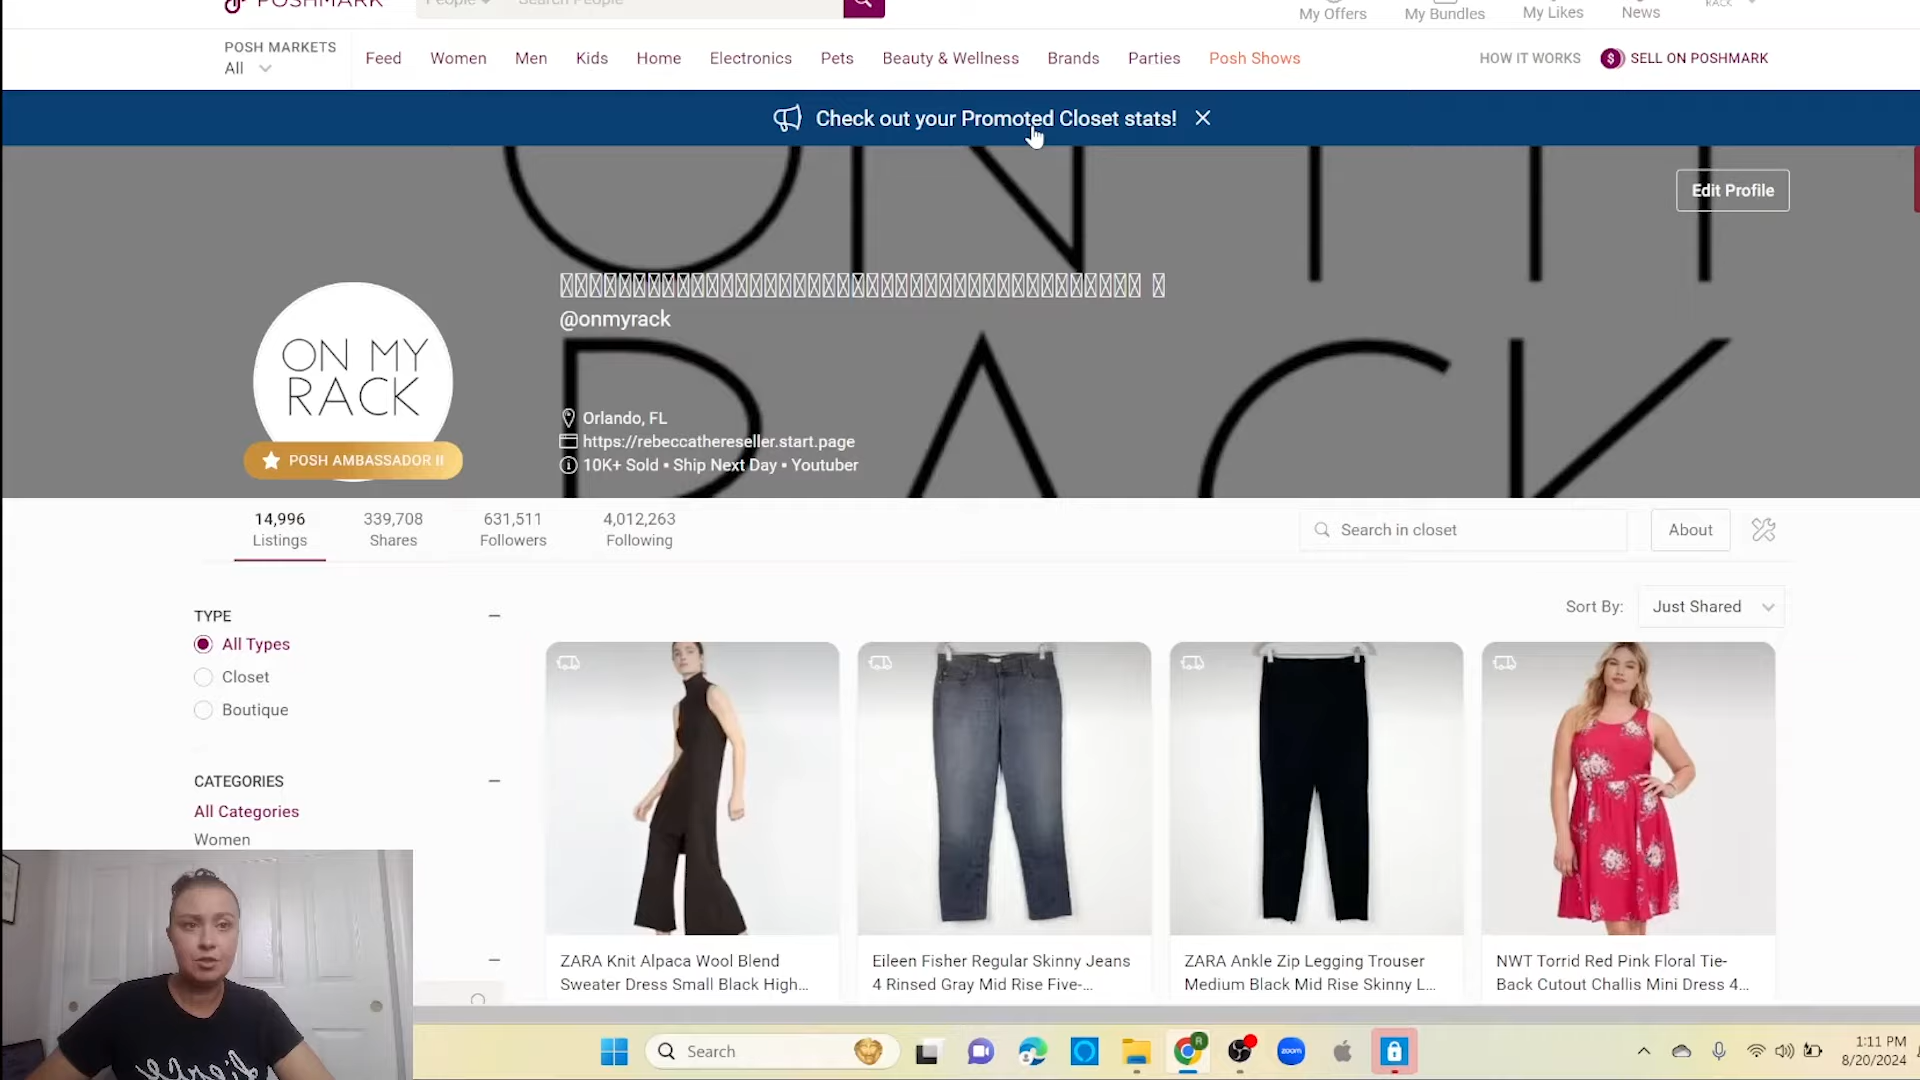 POSHMARK
People
Search People
My Offers
My Bundles
My Likes
News
RACK
POSH MARKETS
All
Feed
Women
Men
Kids
Home
Electronics
Pets
Beauty & Wellness
Brands
Parties
Posh Shows
HOW IT WORKS
SELL ON POSHMARK
Check out your Promoted Closet stats!
Edit Profile
@onmyrack
ON MY
RACK
POSH AMBASSADOR II
Orlando, FL
https://rebeccathereseller.start.page
10K+ Sold • Ship Next Day • Youtuber
14,996
Listings
339,708
Shares
631,511
Followers
4,012,263
Following
Search in closet
About
Sort By:
Just Shared
TYPE
All Types
Closet
Boutique
CATEGORIES
All Categories
Women
ZARA Knit Alpaca Wool Blend
Sweater Dress Small Black High...
Eileen Fisher Regular Skinny Jeans
4 Rinsed Gray Mid Rise Five-...
ZARA Ankle Zip Legging Trouser
Medium Black Mid Rise Skinny L...
NWT Torrid Red Pink Floral Tie-
Back Cutout Challis Mini Dress 4...
Search
zoom
1:11 PM
8/20/2024